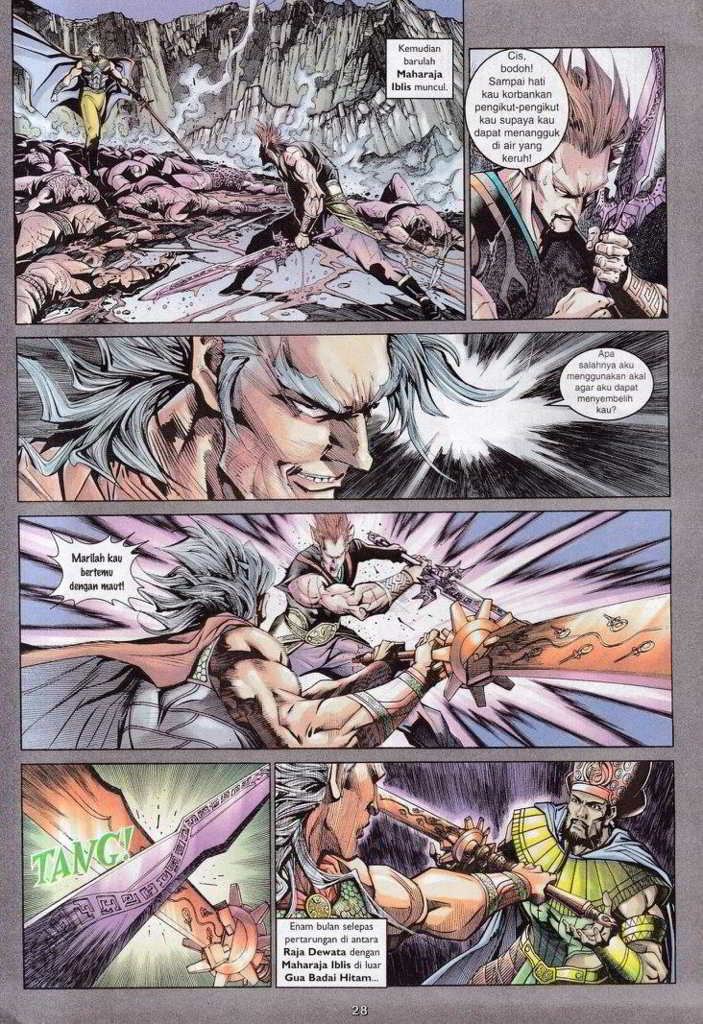 Kemudian
barulah
Maharaja
Iblis muncul.
Cis,
bodoh!
Sampai hati
kau korbankan
pengikut-pengikut
kau supaya kau
dapat menangguk
di air yang
keruh!
Apa
salahnya aku
menggunakan akal
agar aku dapat
menyembelih
kau?
Marilah kau
bertemu
dengan maut!
TANG!
Enam bulan selepas
pertarungan di antara
Raja Dewata dengan
Maharaja Iblis di luar
Gua Badai Hitam...
28